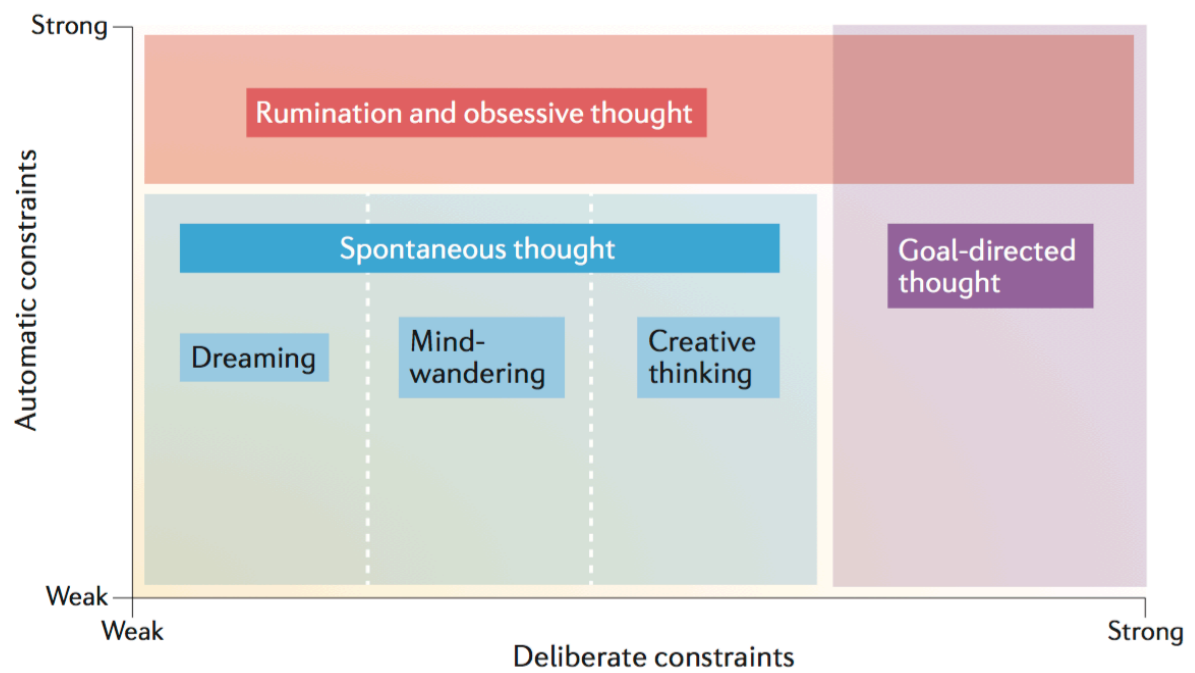 Strong
Rumination and obsessive thought
Automatic constraints
Spontaneous thought
Goal-directed
thought
Dreaming
Mind-
wandering
Creative
thinking
Weak
Weak
Strong
Deliberate constraints